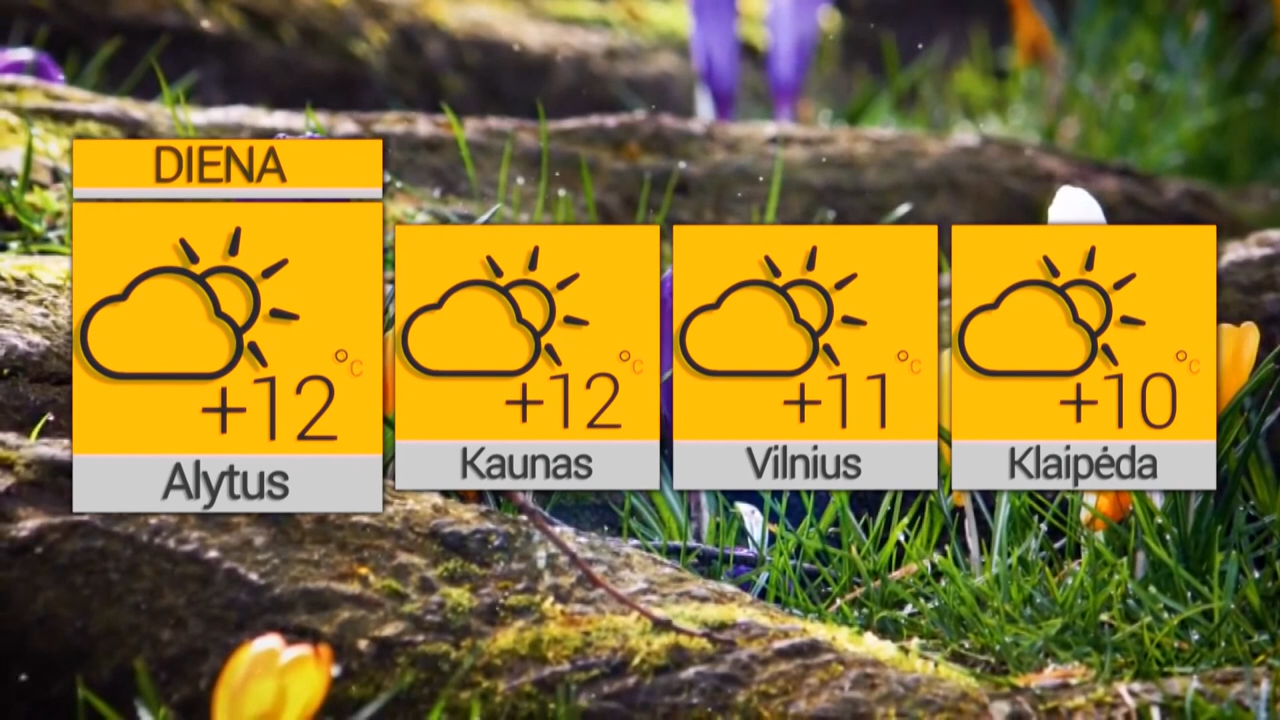 DIENA
°C
+12
Alytus
°C
+12
Kaunas
°C
+11
Vilnius
°C
+10
Klaipėda